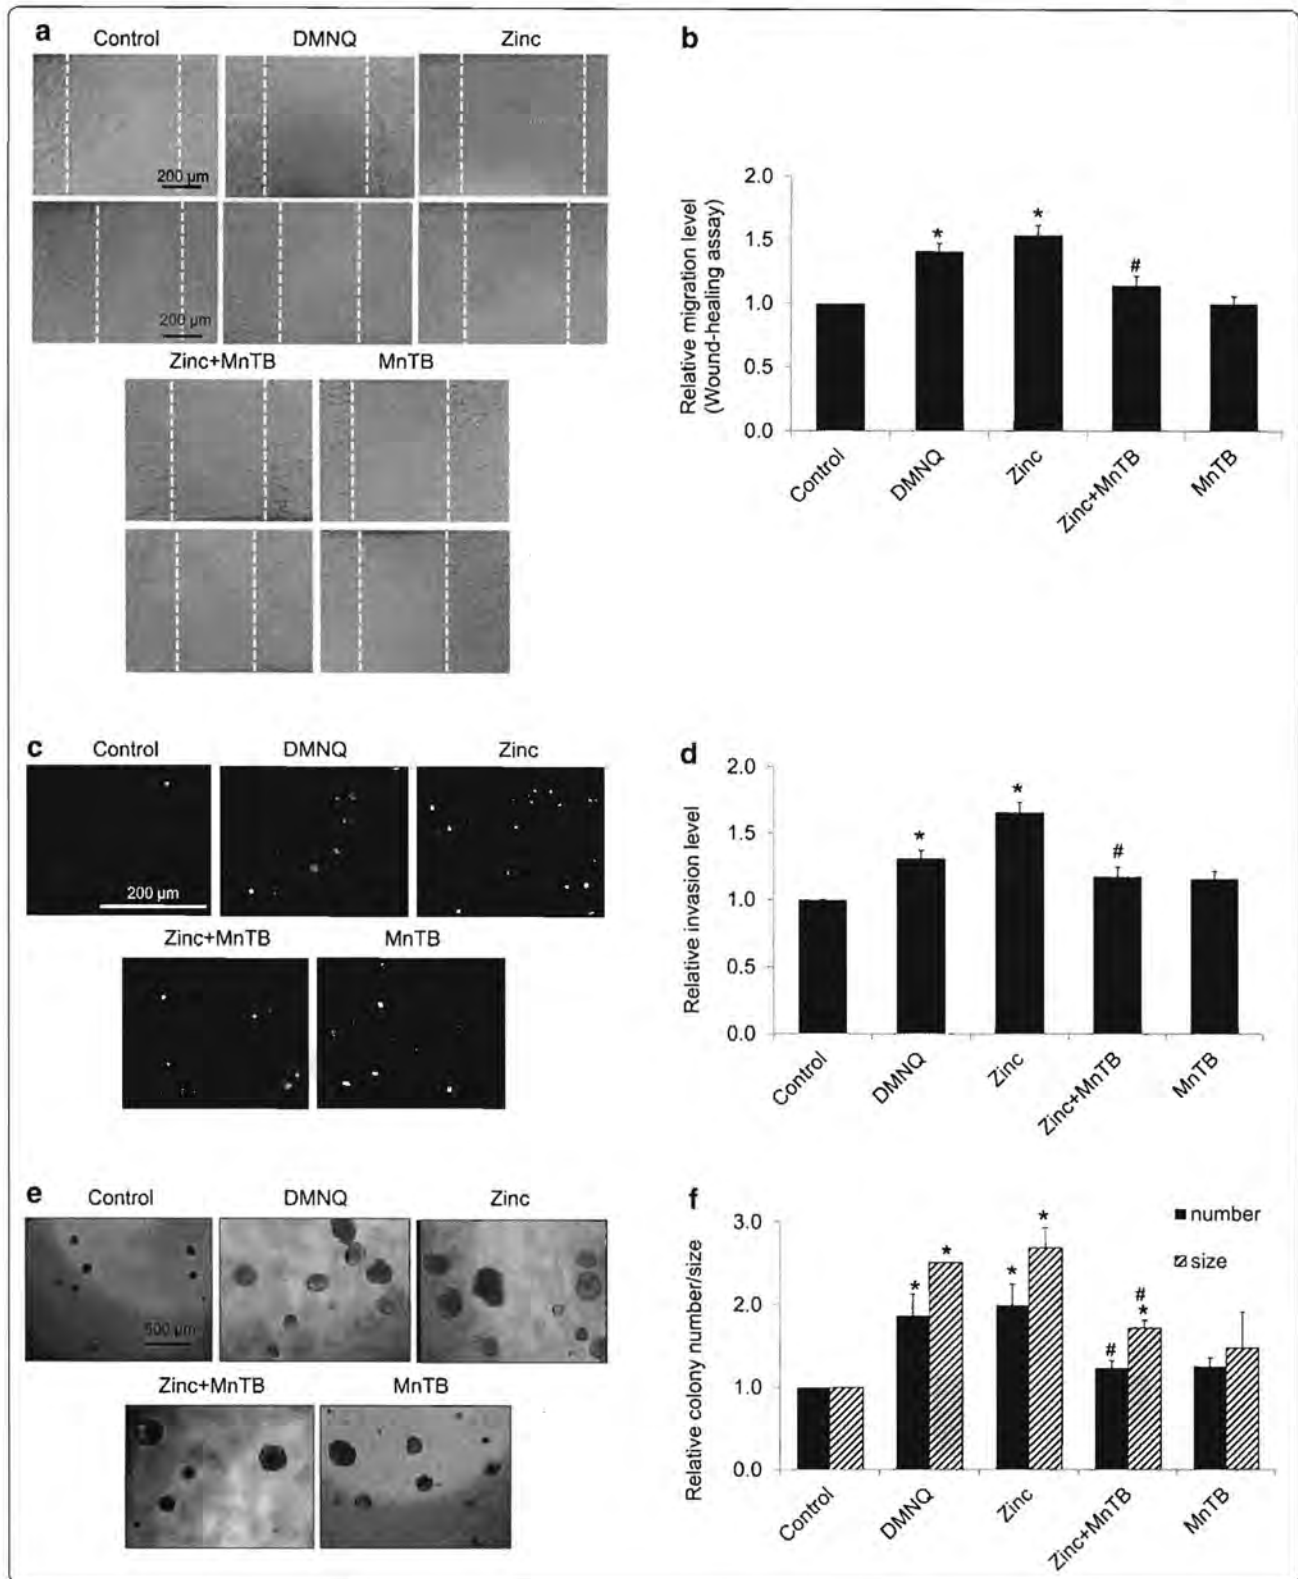 a
Control DMNQ Zinc
200 µm
200 µm
Zinc+MnTB MnTB
b
Relative migration level
(Wound-healing assay)
2.0
1.5
1.0
0.5
0.0
* * #
Control DMNQ Zinc Zinc+MnTB MnTB
c
Control DMNQ Zinc
200 µm
Zinc+MnTB MnTB
d
Relative invasion level
2.0
1.5
1.0
0.5
0.0
* * #
Control DMNQ Zinc Zinc+MnTB MnTB
e
Control DMNQ Zinc
500 µm
Zinc+MnTB MnTB
f
Relative colony number/size
3.0
2.0
1.0
0.0
number
size
* * * * # # *
Control DMNQ Zinc Zinc+MnTB MnTB